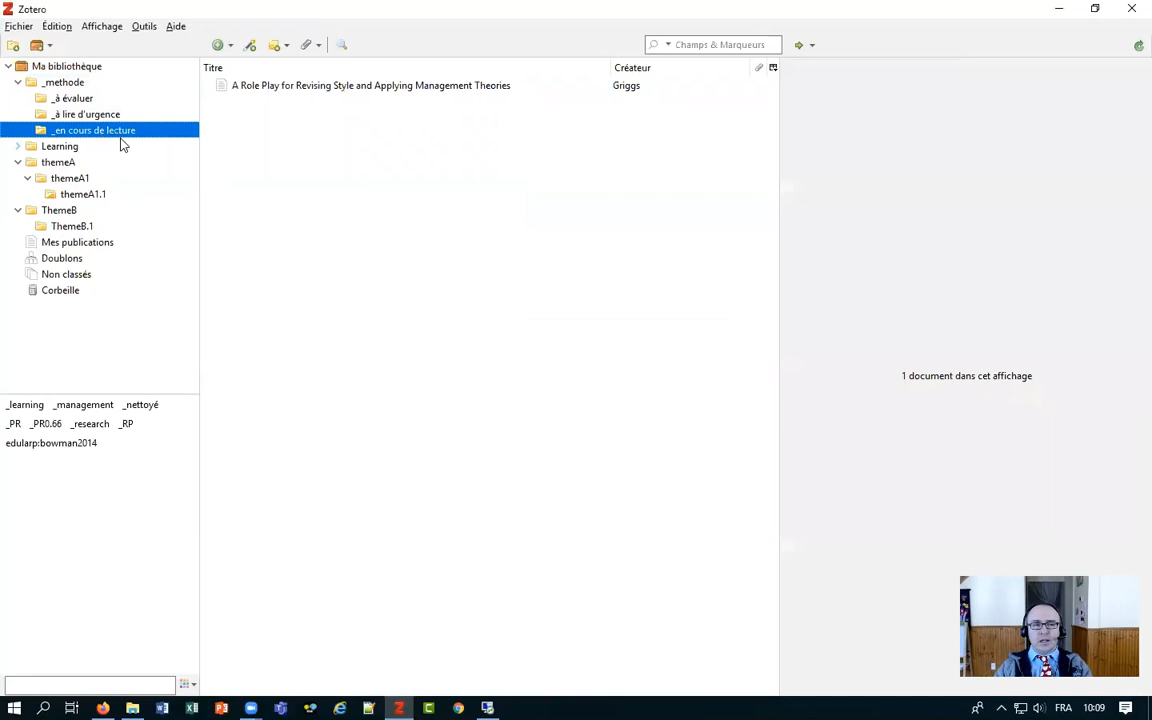 Zotero
Fichier Édition Affichage Outils Aide
Champs & Marqueurs
Ma bibliothèque
_methode
_à évaluer
_à lire d'urgence
_en cours de lecture
Learning
themeA
themeA1
themeA1.1
ThemeB
ThemeB.1
Mes publications
Doublons
Non classés
Corbeille
Titre Créateur
A Role Play for Revising Style and Applying Management Theories Griggs
1 document dans cet affichage
_learning _management _nettoyé
_PR _PR0.66 _research _RP
edularp:bowman2014
FRA 10:09